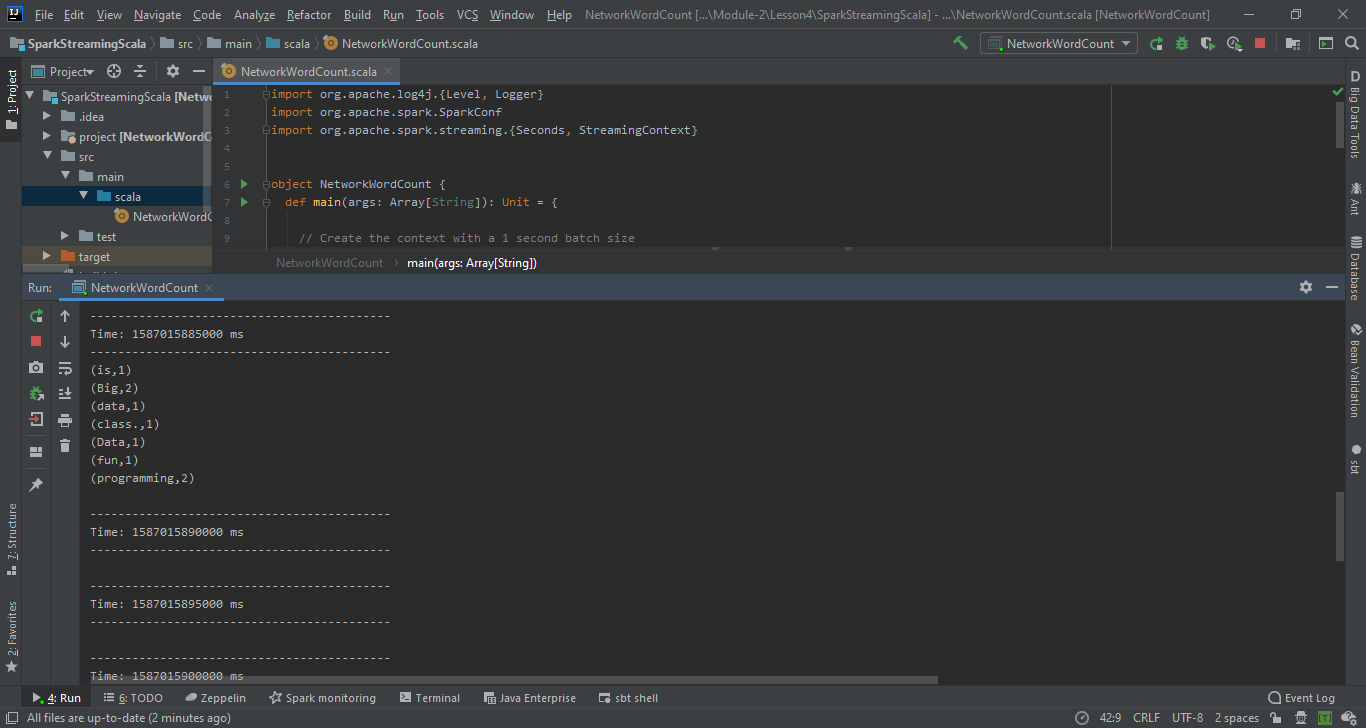 File Edit View Navigate Code Analyze Refactor Build Run Tools VCS Window Help NetworkWordCount [...\Module-2\Lesson4\SparkStreamingScala] - ...\NetworkWordCount.scala [NetworkWordCount]
SparkStreamingScala src main scala NetworkWordCount.scala NetworkWordCount
1: Project
Project
SparkStreamingScala [Netwo
.idea
project [NetworkWordC
src
main
scala
NetworkWordC
test
target
NetworkWordCount.scala
1 import org.apache.log4j.{Level, Logger}
2 import org.apache.spark.SparkConf
3 import org.apache.spark.streaming.{Seconds, StreamingContext}
4
5
6 object NetworkWordCount {
7 def main(args: Array[String]): Unit = {
8
9 // Create the context with a 1 second batch size
NetworkWordCount › main(args: Array[String])
D Big Data Tools
Ant
Database
Bean Validation
sbt
Run: NetworkWordCount
-------------------------------------------
Time: 1587015885000 ms
-------------------------------------------
(is,1)
(Big,2)
(data,1)
(class.,1)
(Data,1)
(fun,1)
(programming,2)
-------------------------------------------
Time: 1587015890000 ms
-------------------------------------------
-------------------------------------------
Time: 1587015895000 ms
-------------------------------------------
-------------------------------------------
Time: 1587015900000 ms
7: Structure
2: Favorites
4: Run 6: TODO Zeppelin Spark monitoring Terminal Java Enterprise sbt shell Event Log
All files are up-to-date (2 minutes ago) 42:9 CRLF UTF-8 2 spaces [T]